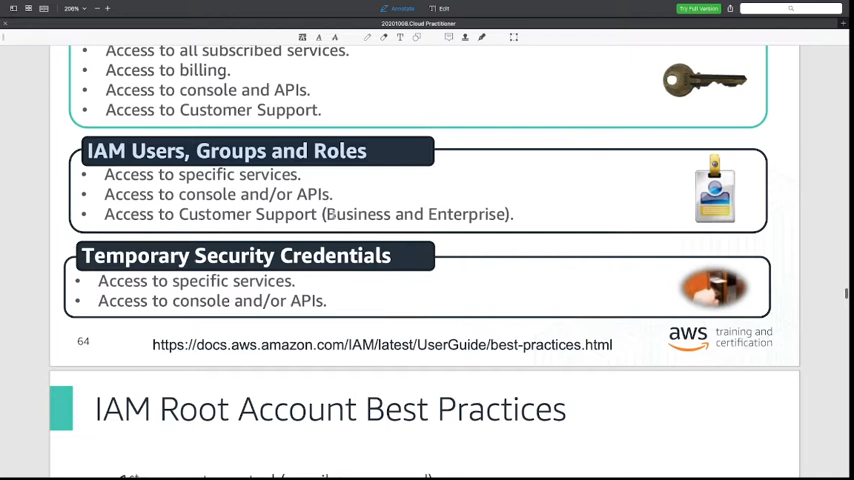 206%
Annotate
Edit
Try Full Version
20201008.Cloud Practitioner
• Access to all subscribed services.
• Access to billing.
• Access to console and APIs.
• Access to Customer Support.
IAM Users, Groups and Roles
• Access to specific services.
• Access to console and/or APIs.
• Access to Customer Support (Business and Enterprise).
Temporary Security Credentials
• Access to specific services.
• Access to console and/or APIs.
64
https://docs.aws.amazon.com/IAM/latest/UserGuide/best-practices.html
aws training and
certification
IAM Root Account Best Practices